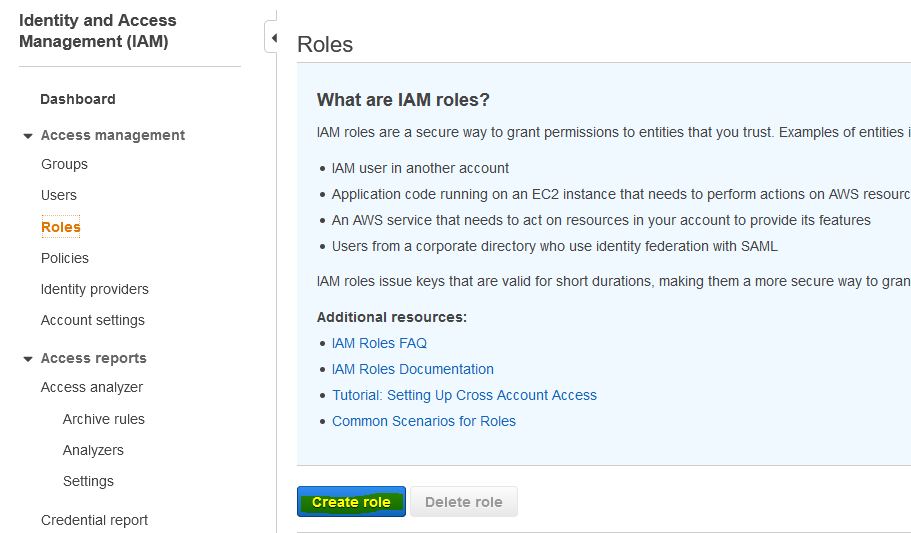 Identity and Access
Management (IAM)
Dashboard
Access management
Groups
Users
Roles
Policies
Identity providers
Account settings
Access reports
Access analyzer
Archive rules
Analyzers
Settings
Credential report
Roles
What are IAM roles?
IAM roles are a secure way to grant permissions to entities that you trust. Examples of entities i
IAM user in another account
Application code running on an EC2 instance that needs to perform actions on AWS resourc
An AWS service that needs to act on resources in your account to provide its features
Users from a corporate directory who use identity federation with SAML
IAM roles issue keys that are valid for short durations, making them a more secure way to gran
Additional resources:
IAM Roles FAQ
IAM Roles Documentation
Tutorial: Setting Up Cross Account Access
Common Scenarios for Roles
Create role
Delete role